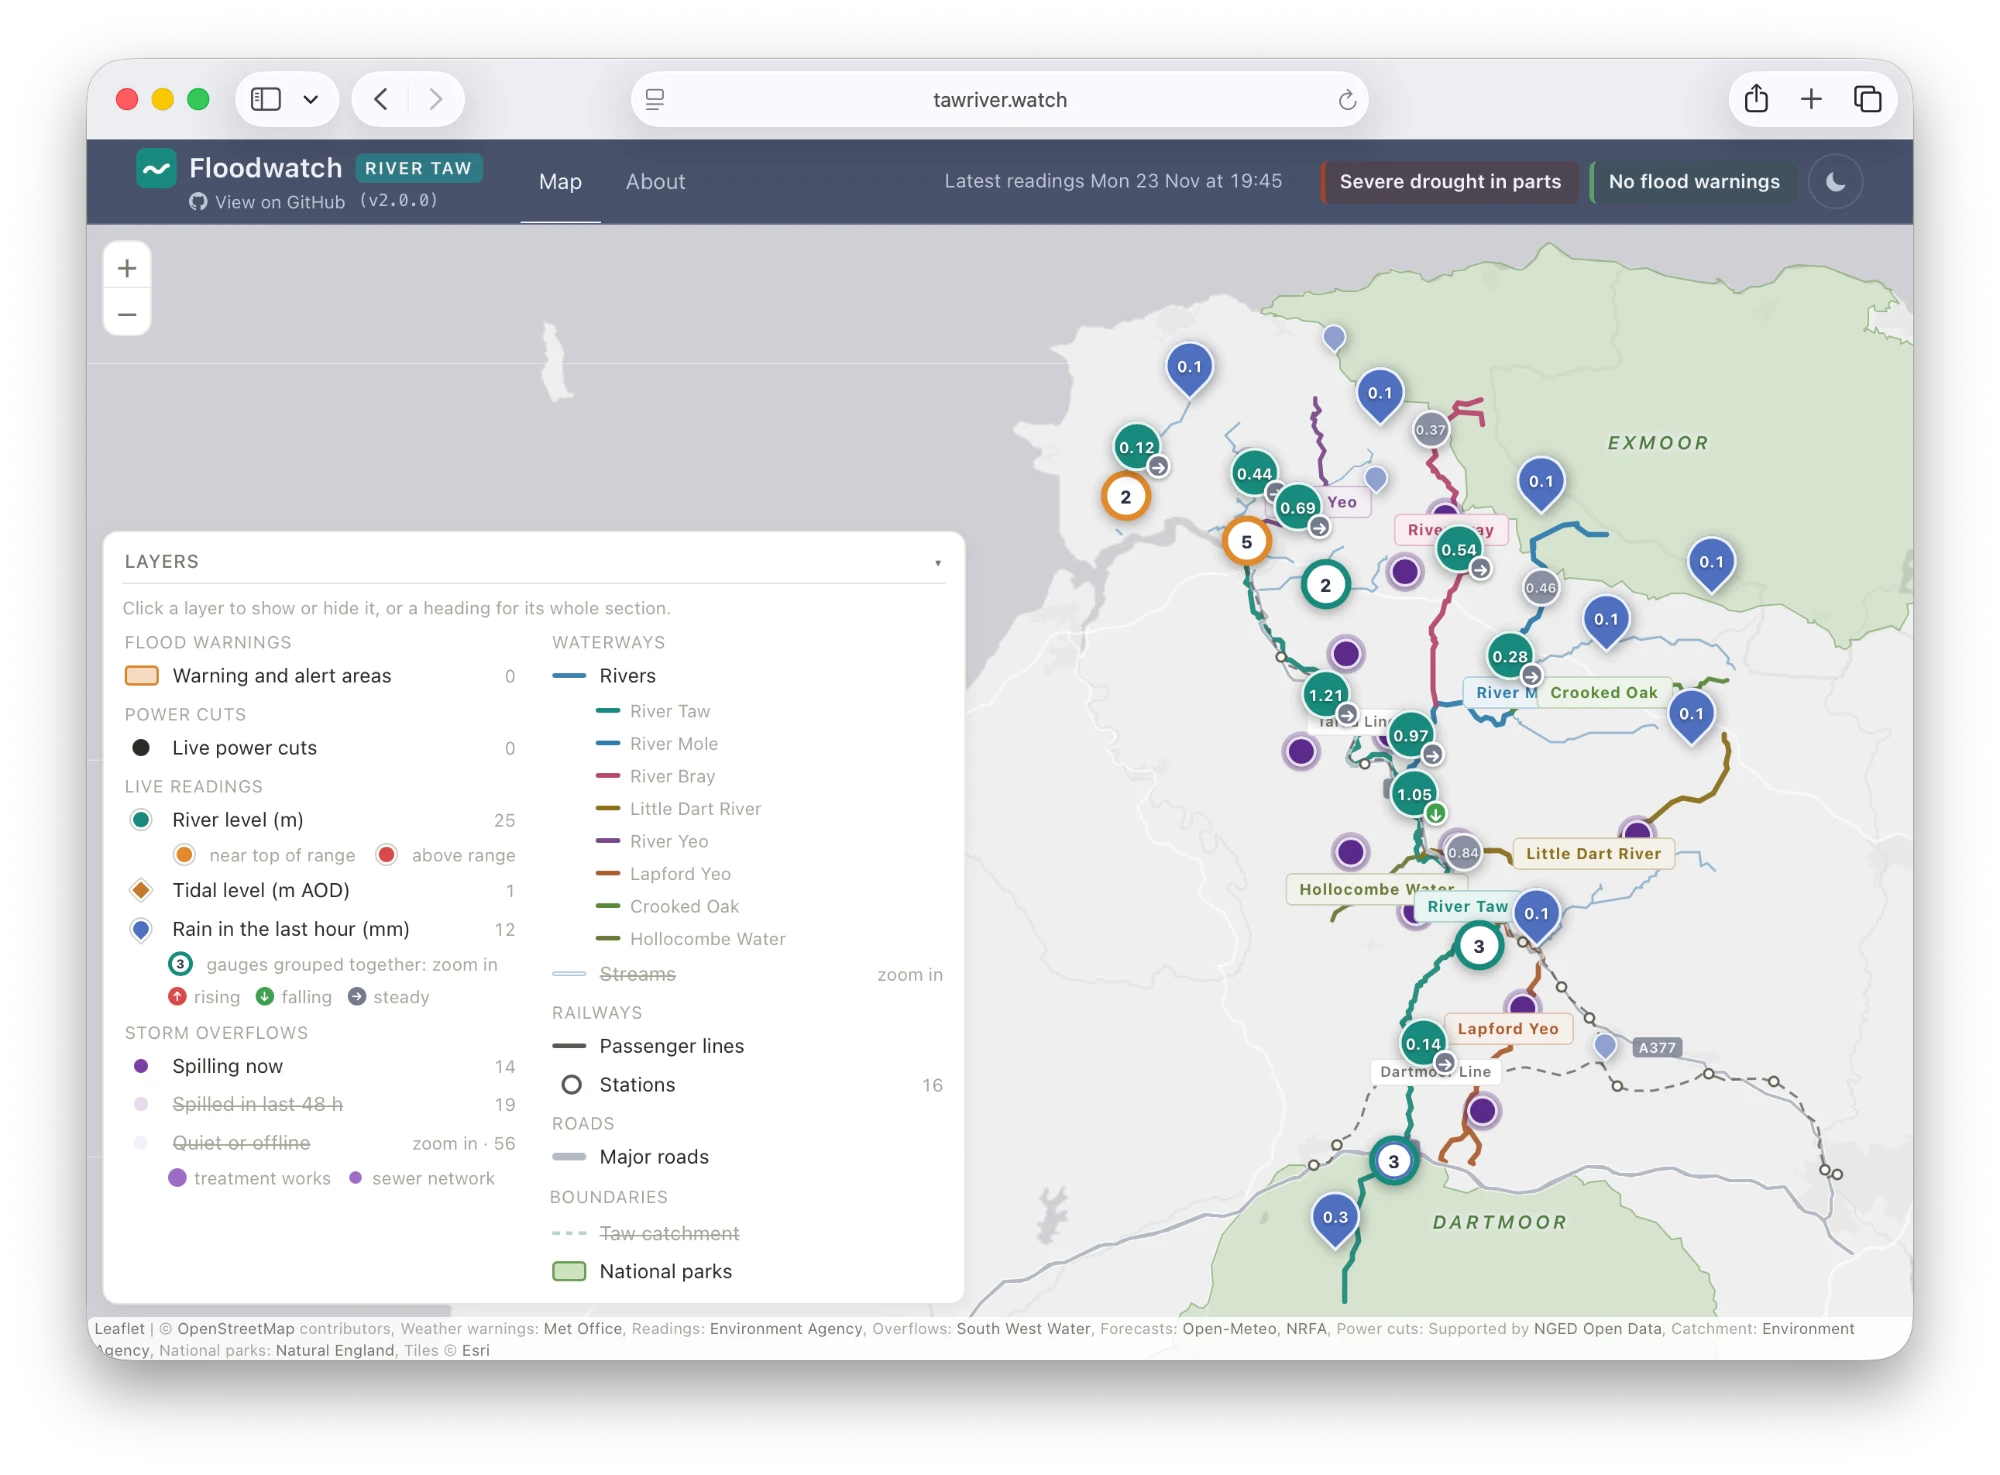 tawriver.watch
Floodwatch RIVER TAW
View on GitHub (v2.0.0)
Map About
Latest readings Mon 23 Nov at 19:45
Severe drought in parts
No flood warnings
+
−
LAYERS
Click a layer to show or hide it, or a heading for its whole section.
FLOOD WARNINGS
Warning and alert areas 0
POWER CUTS
Live power cuts 0
LIVE READINGS
River level (m) 25
near top of range above range
Tidal level (m AOD) 1
Rain in the last hour (mm) 12
3 gauges grouped together: zoom in
rising falling steady
STORM OVERFLOWS
Spilling now 14
Spilled in last 48 h 19
Quiet or offline zoom in · 56
treatment works sewer network
WATERWAYS
Rivers
River Taw
River Mole
River Bray
Little Dart River
River Yeo
Lapford Yeo
Crooked Oak
Hollocombe Water
Streams zoom in
RAILWAYS
Passenger lines
Stations 16
ROADS
Major roads
BOUNDARIES
Taw catchment
National parks
0.1
0.1
0.37
EXMOOR
0.12
0.44
0.1
2
0.69
Yeo
5
0.54
0.1
2
0.46
0.1
0.28
1.21
River M
Crooked Oak
0.1
Line
0.97
1.05
0.84
Little Dart River
Hollocombe Water
River Taw
0.1
3
Lapford Yeo
0.14
A377
Dartmoor Line
3
0.3
DARTMOOR
Leaflet | © OpenStreetMap contributors, Weather warnings: Met Office, Readings: Environment Agency, Overflows: South West Water, Forecasts: Open-Meteo, NRFA, Power cuts: Supported by NGED Open Data, Catchment: Environment
Agency, National parks: Natural England, Tiles © Esri